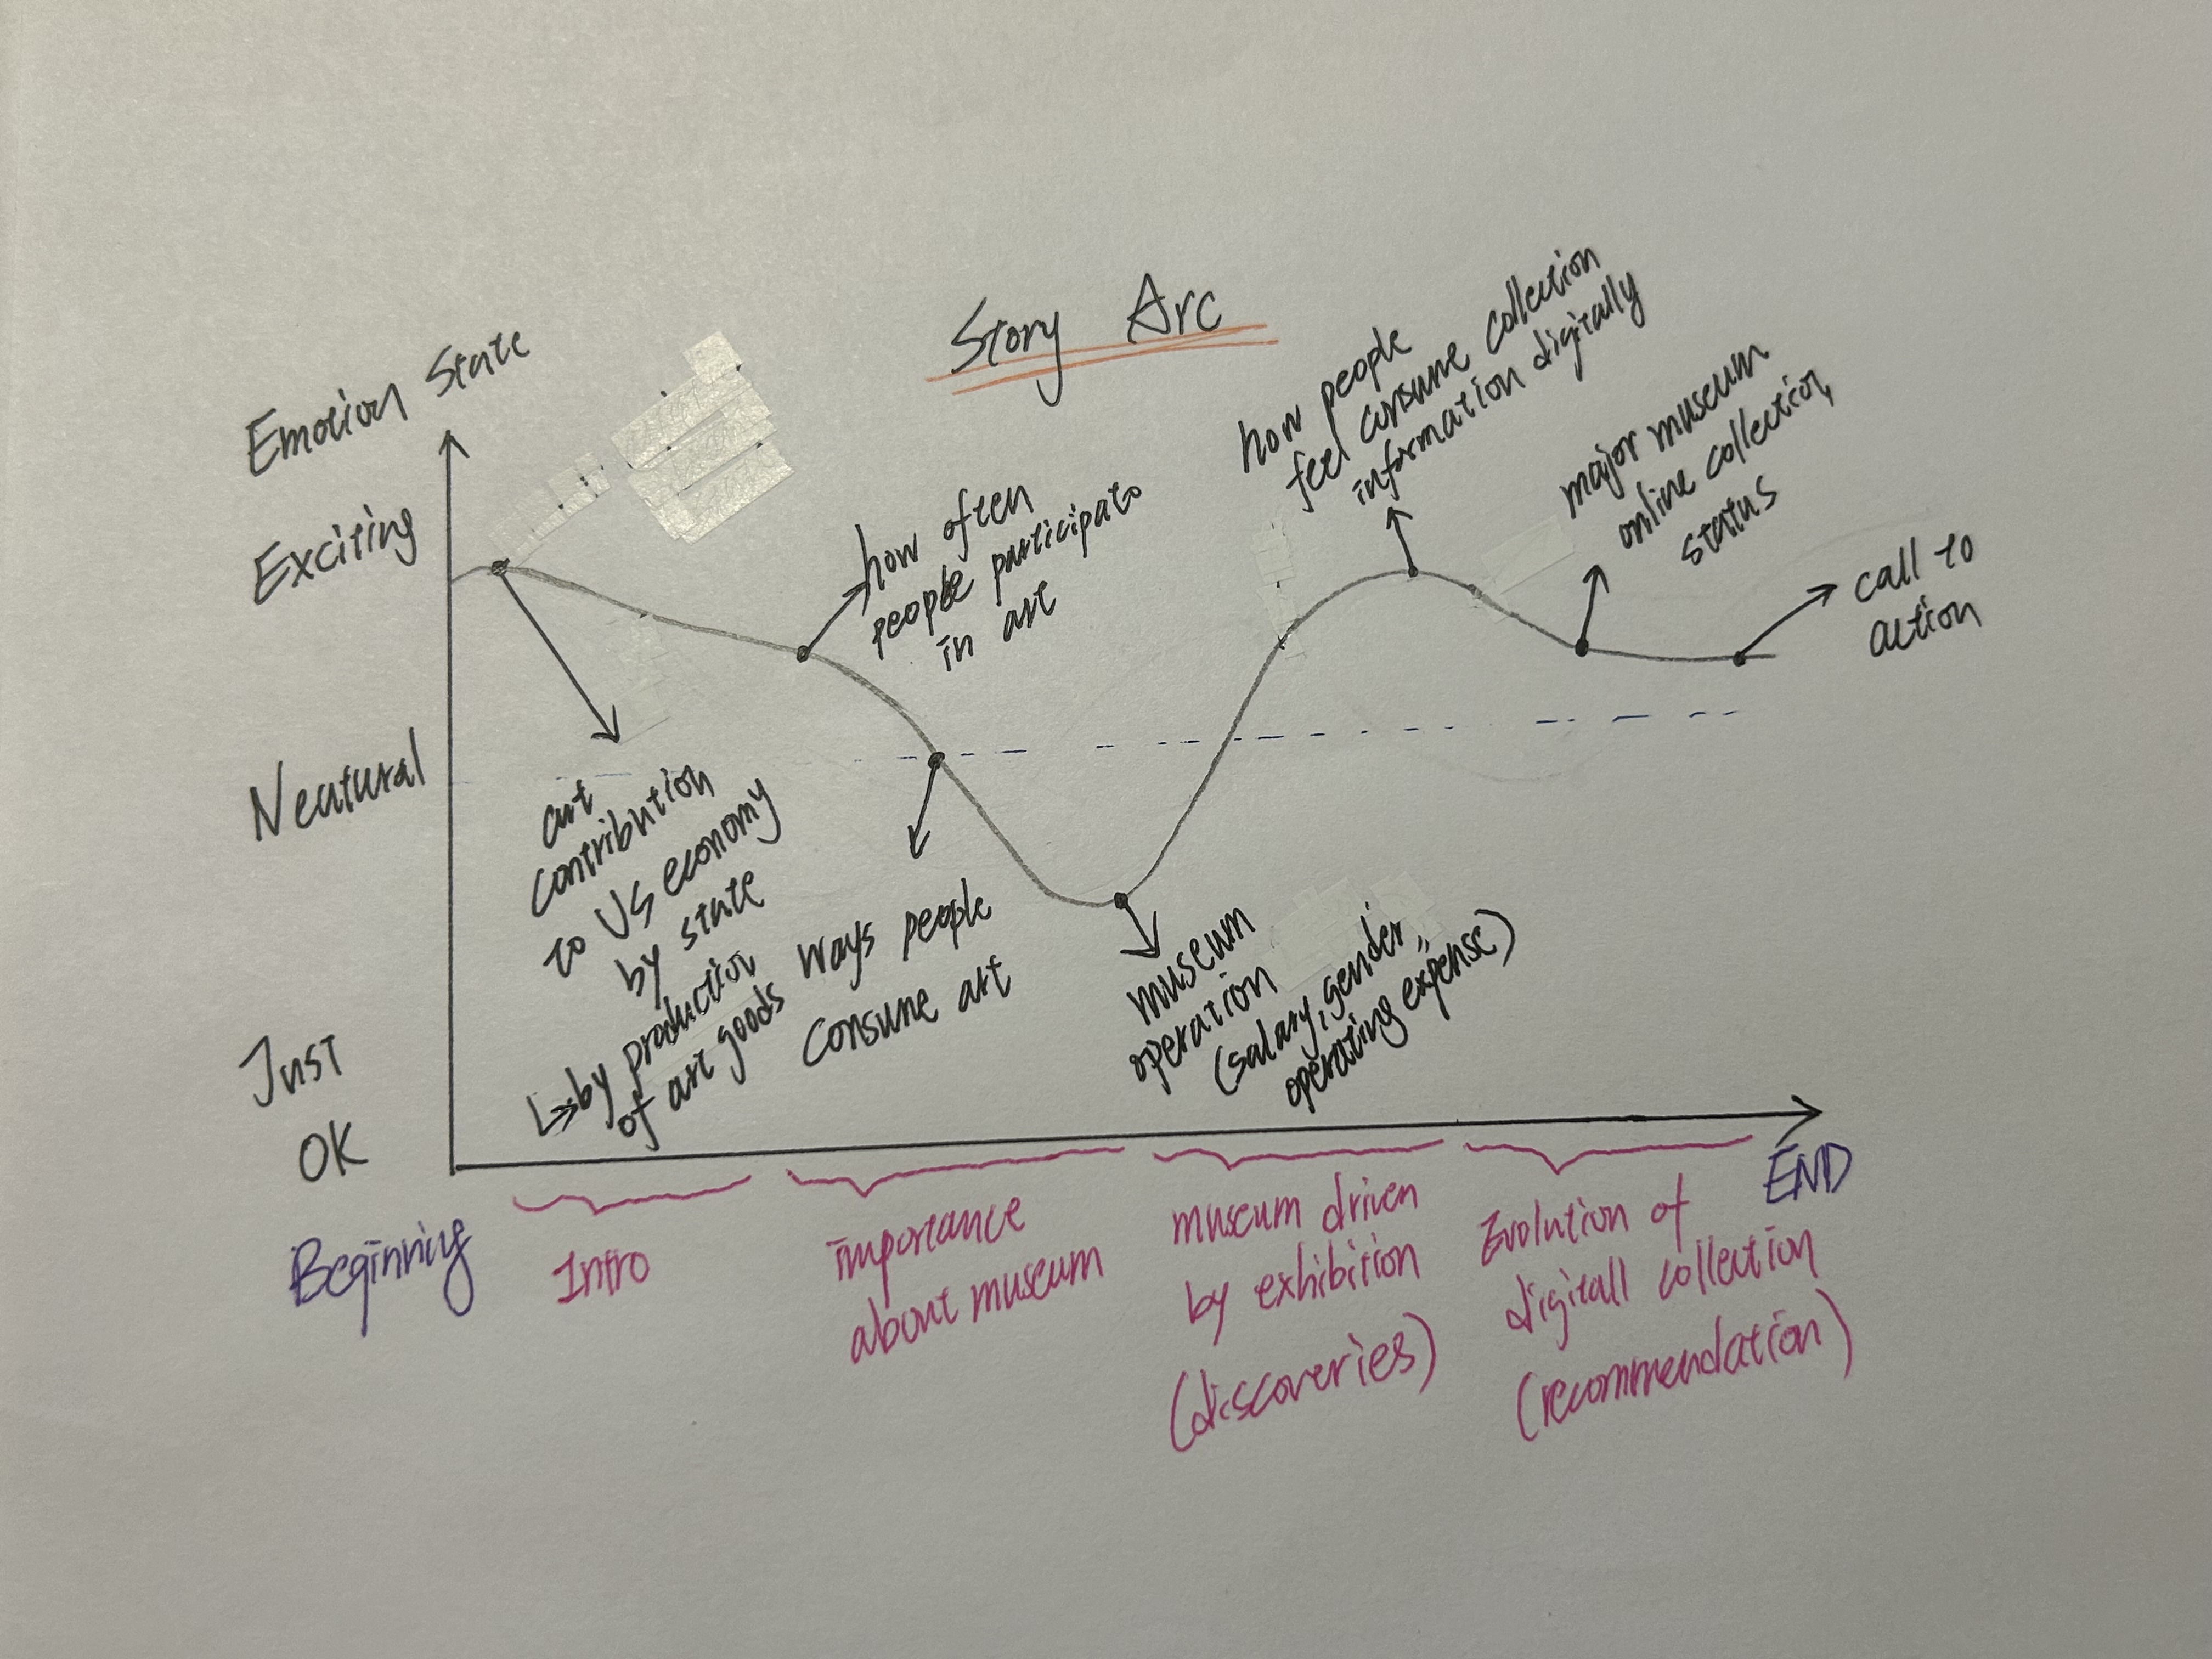 Story Arc
Emotion State
Exciting
Neatural
Just
OK
how often
people participate
in art
how people
feel consume collection
information digitally
major museum
online collection
status
call to
action
art
contribution
to US economy
by state
by production
of art goods
ways people
consume art
museum
operation
(salary, gender,
operating expense)
Beginning
Intro
importance
about museum
museum driven
by exhibition
(discoveries)
Evolution of
digitall collection
(recommendation)
END